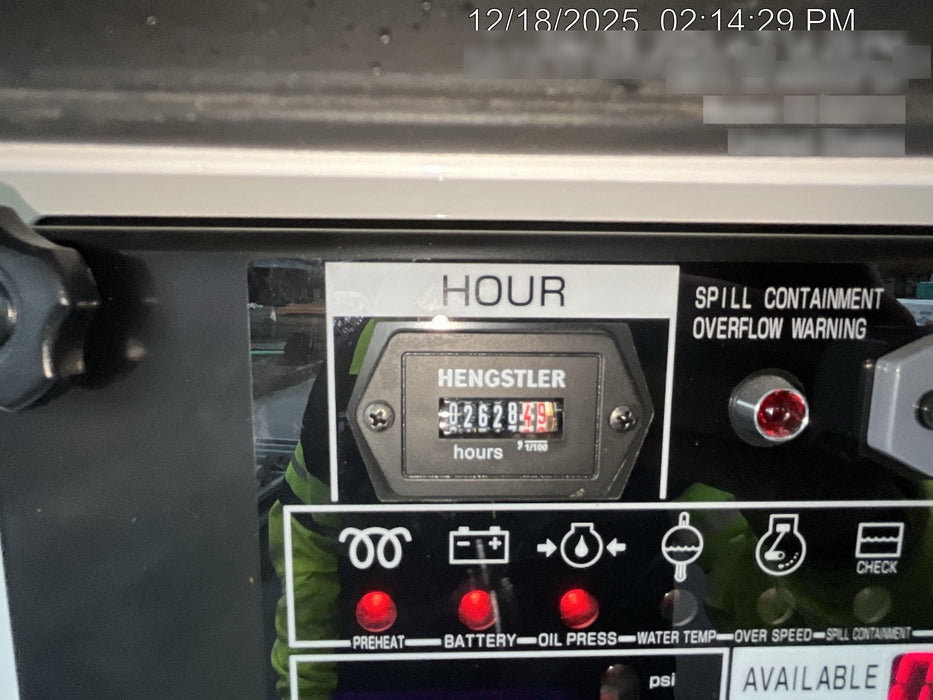 12/18/2025, 02:14:29 PM
HOUR
SPILL CONTAINMENT
OVERFLOW WARNING
HENGSTLER
0262849
hours
1/100
CHECK
PREHEAT
BATTERY
OIL PRESS
WATER TEMP
OVER SPEED
SPILL CONTAINMENT
psi
AVAILABLE